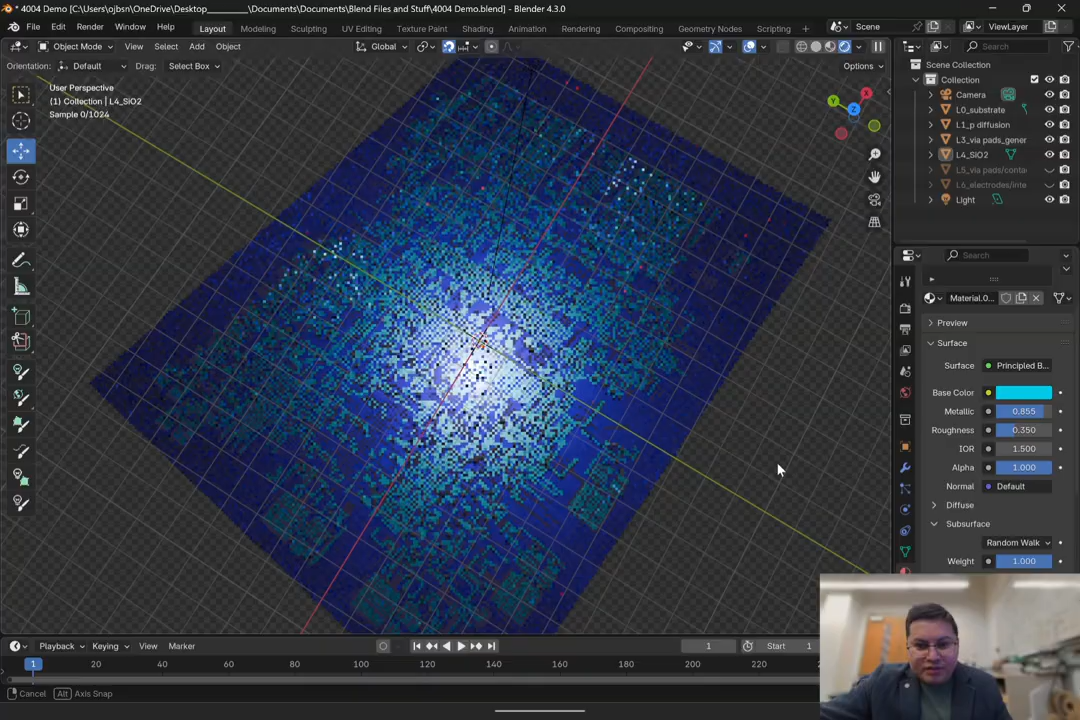 * 4004 Demo [C:\Users\ojbsn\OneDrive\Desktop________\Documents\Documents\Blend Files and Stuff\4004 Demo.blend] - Blender 4.3.0
File Edit Render Window Help Layout Modeling Sculpting UV Editing Texture Paint Shading Animation Rendering Compositing Geometry Nodes Scripting + Scene ViewLayer
Object Mode View Select Add Object Global Search
Orientation: Default Drag: Select Box Options
User Perspective
(1) Collection | L4_SiO2
Sample 0/1024
Y X Z
Scene Collection
Collection
Camera
L0_substrate
L1_p diffusion
L3_via pads_gener
L4_SiO2
L5_via pads/conta
L6_electrodes/inte
Light
Search
Material.0...
Preview
Surface
Surface Principled B...
Base Color
Metallic 0.855
Roughness 0.350
IOR 1.500
Alpha 1.000
Normal Default
Diffuse
Subsurface
Random Walk
Weight 1.000
Playback Keying View Marker 1 Start 1
1 20 40 60 80 100 120 140 160 180 200 220
Cancel Alt Axis Snap